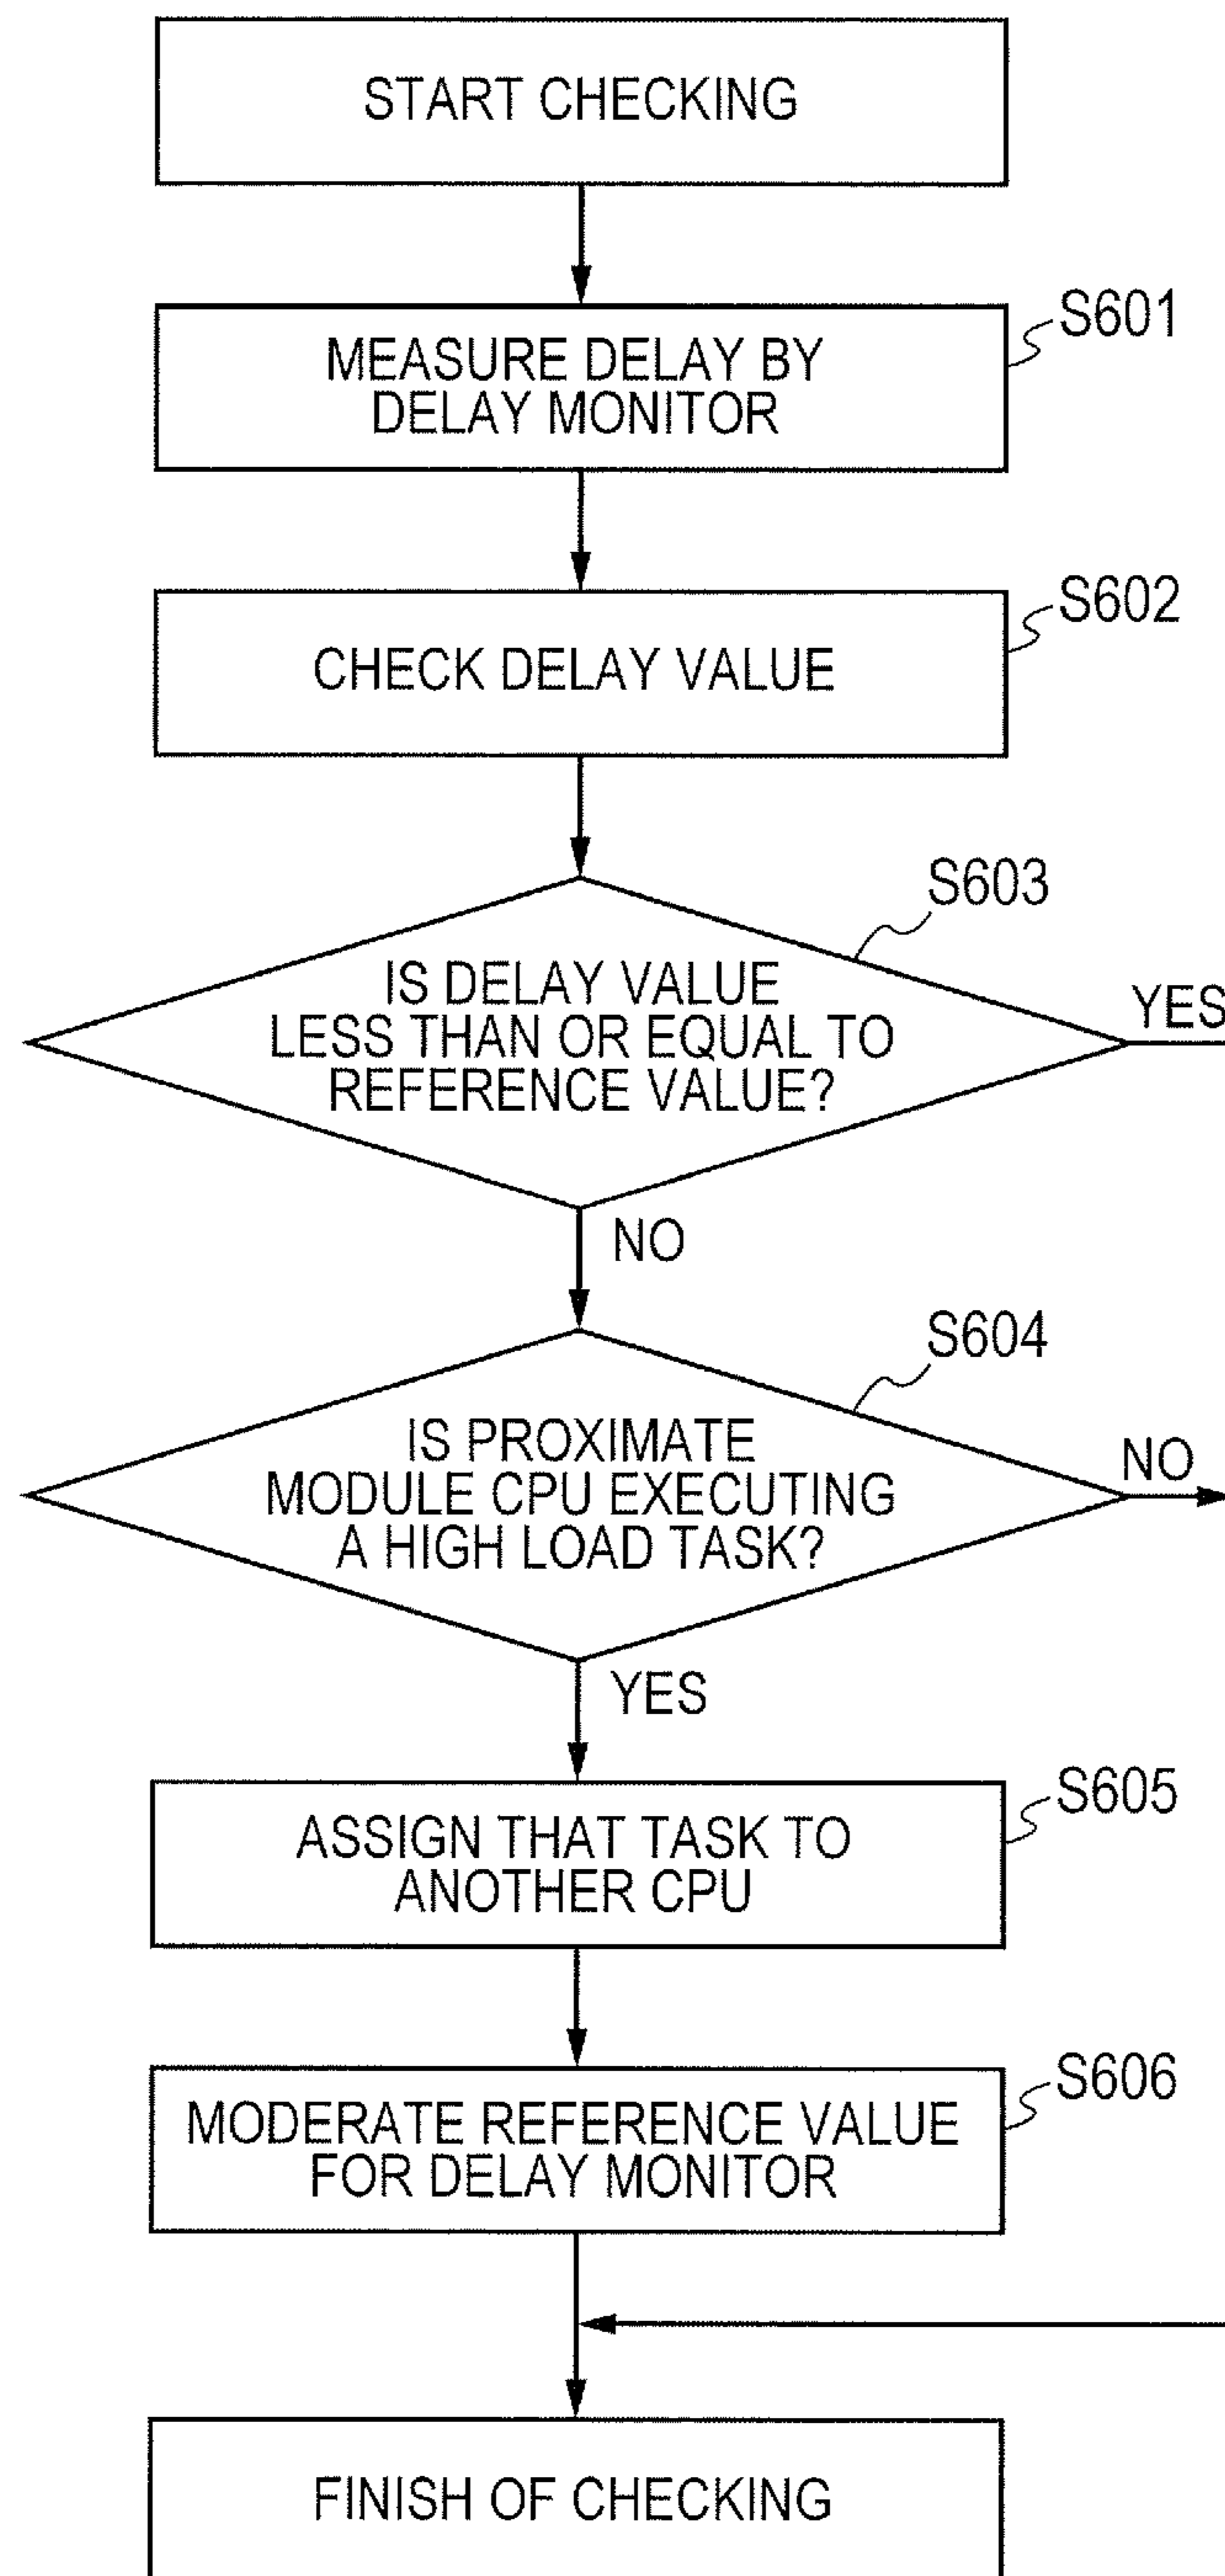 START CHECKING
S601
MEASURE DELAY BY
DELAY MONITOR
S602
CHECK DELAY VALUE
S603
IS DELAY VALUE
LESS THAN OR EQUAL TO
REFERENCE VALUE?
YES
NO
S604
IS PROXIMATE
MODULE CPU EXECUTING
A HIGH LOAD TASK?
NO
YES
S605
ASSIGN THAT TASK TO
ANOTHER CPU
S606
MODERATE REFERENCE VALUE
FOR DELAY MONITOR
FINISH OF CHECKING